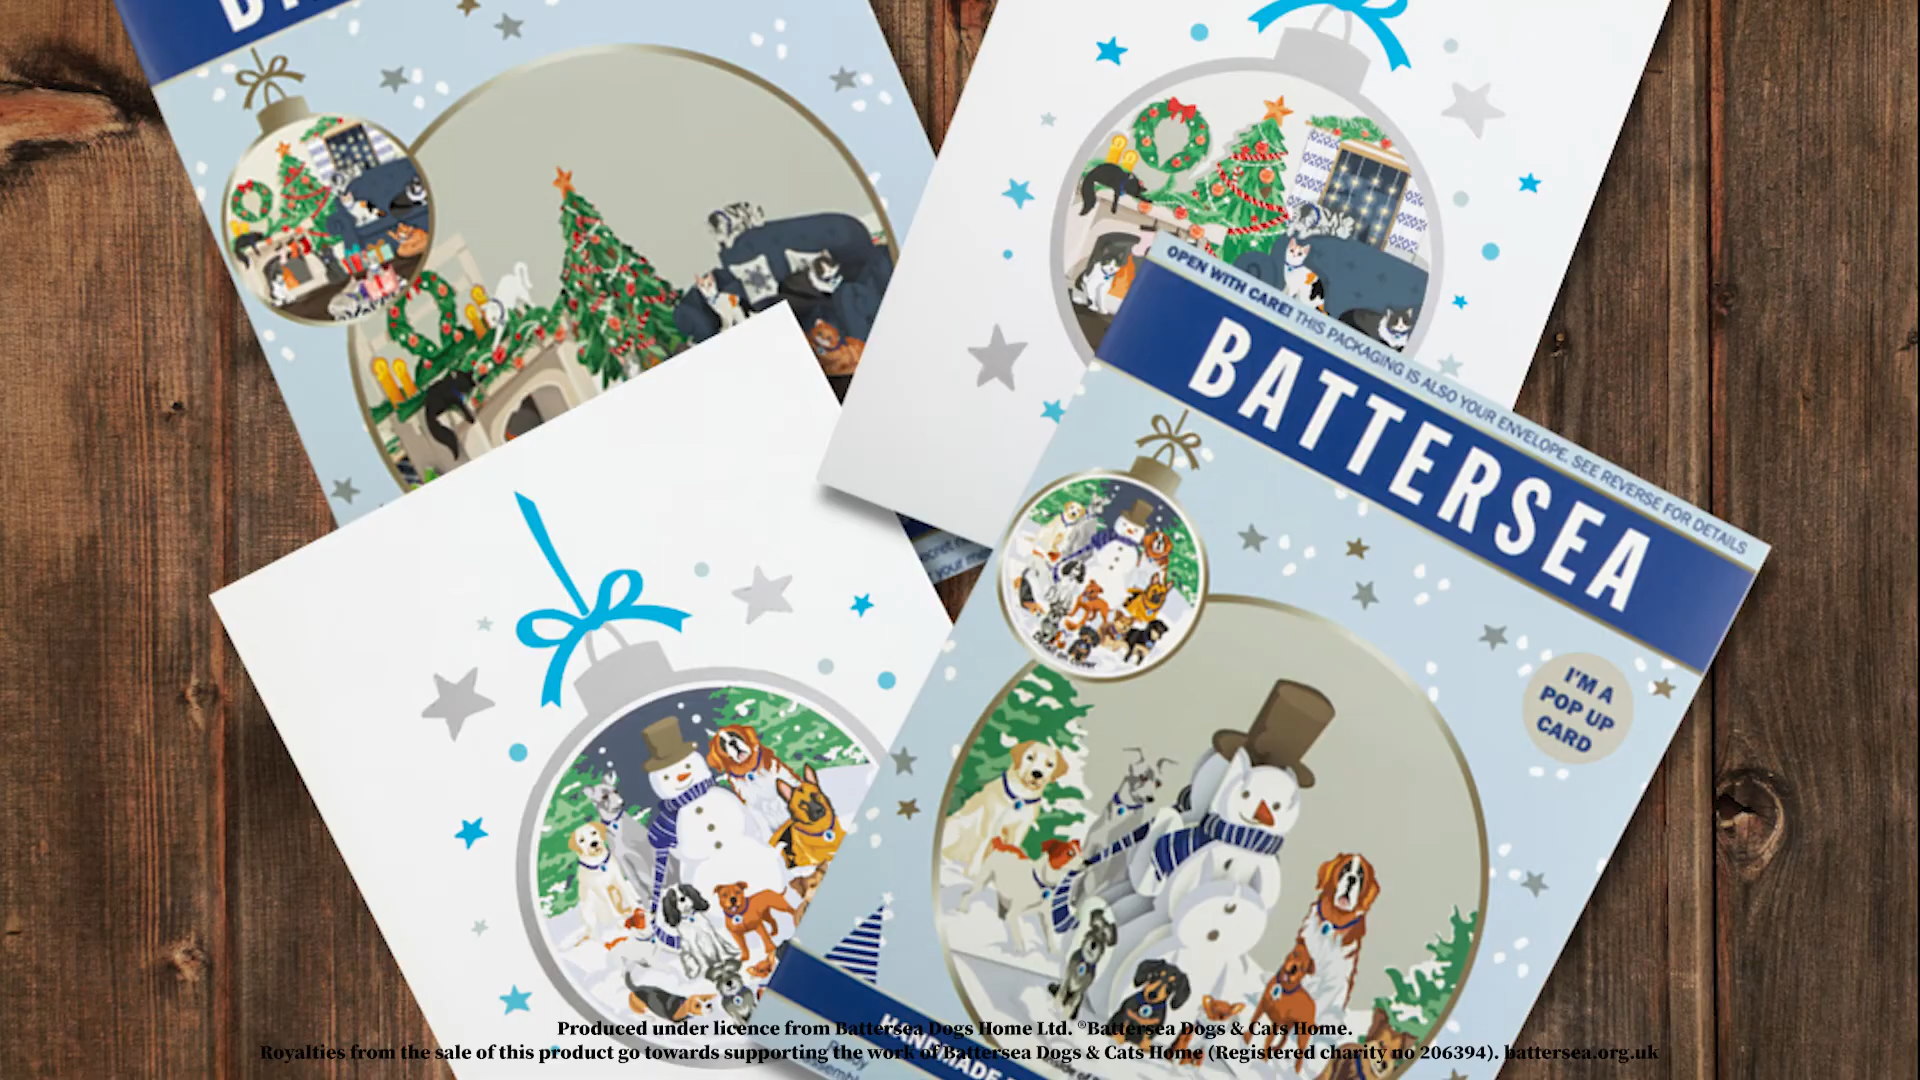 OPEN WITH CARE! THIS PACKAGING IS ALSO YOUR ENVELOPE. SEE REVERSE FOR DETAILS
BATTERSEA
I'M A
POP UP
CARD
HANDMADE
Produced under licence from Battersea Dogs Home Ltd. ®Battersea Dogs & Cats Home.
Royalties from the sale of this product go towards supporting the work of Battersea Dogs & Cats Home (Registered charity no 206394). battersea.org.uk